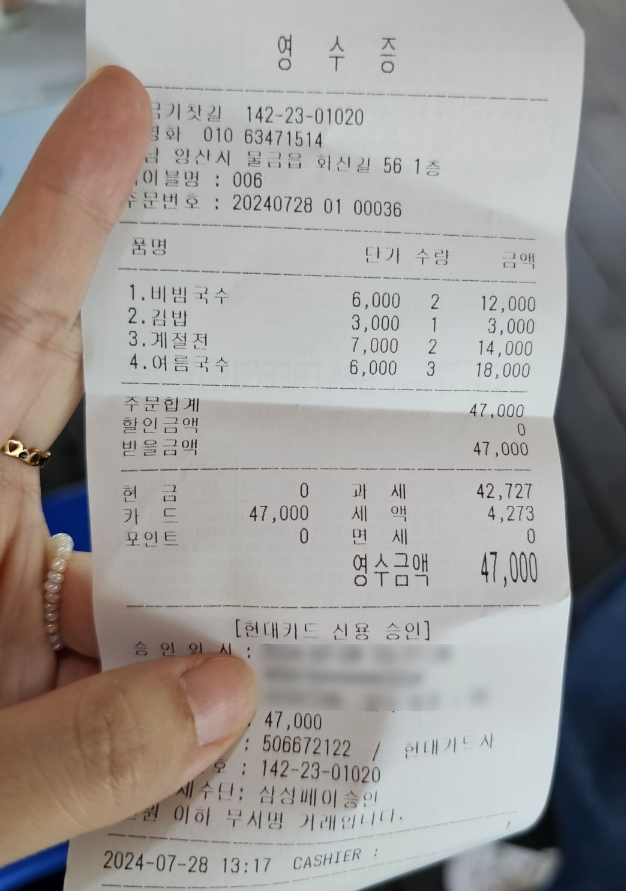 영 수 증
금기찻길 142-23-01020
영화 010 63471514
남 양산시 물금읍 화신길 56 1층
이블명 : 006
주문번호 : 20240728 01 00036
품명 단가 수량 금액
1.비빔국수 6,000 2 12,000
2.김밥 3,000 1 3,000
3.계절전 7,000 2 14,000
4.여름국수 6,000 3 18,000
주문합계 47,000
할인금액 0
받을금액 47,000
현 금 0 과 세 42,727
카 드 47,000 세 액 4,273
포인트 0 면 세 0
영수금액 47,000
[현대카드 신용 승인]
승 인 일 시 :
: 47,000
: 506672122 / 현대카드사
호 : 142-23-01020
세수단: 삼성페이승인
원 이하 무서명 거래입니다.
2024-07-28 13:17 CASHIER :